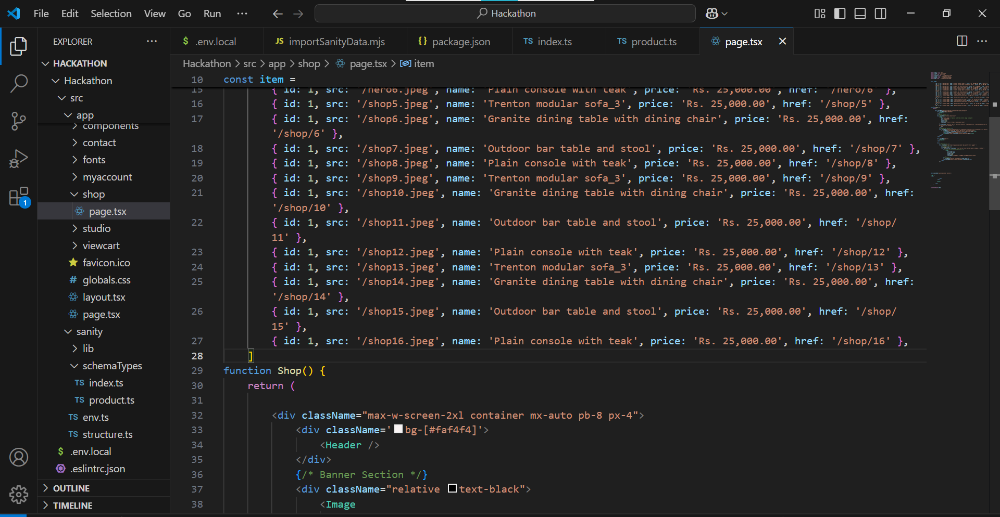 File Edit Selection View Go Run ··· Hackathon
EXPLORER ···
HACKATHON
Hackathon
src
app
components
contact
fonts
myaccount
shop
page.tsx
studio
viewcart
favicon.ico
# globals.css
layout.tsx
page.tsx
sanity
lib
schemaTypes
TS index.ts
TS product.ts
TS env.ts
TS structure.ts
$ .env.local
.eslintrc.json
OUTLINE
TIMELINE
1
$ .env.local JS importSanityData.mjs {} package.json TS index.ts TS product.ts page.tsx
Hackathon > src > app > shop > page.tsx > item
10 const item =
15 { id: 1, src: '/hero6.jpeg', name: 'Plain console with teak', price: 'Rs. 25,000.00', href: '/hero/6' },
16 { id: 1, src: '/shop5.jpeg', name: 'Trenton modular sofa_3', price: 'Rs. 25,000.00', href: '/shop/5' },
17 { id: 1, src: '/shop6.jpeg', name: 'Granite dining table with dining chair', price: 'Rs. 25,000.00', href:
'/shop/6' },
18 { id: 1, src: '/shop7.jpeg', name: 'Outdoor bar table and stool', price: 'Rs. 25,000.00', href: '/shop/7' },
19 { id: 1, src: '/shop8.jpeg', name: 'Plain console with teak', price: 'Rs. 25,000.00', href: '/shop/8' },
20 { id: 1, src: '/shop9.jpeg', name: 'Trenton modular sofa_3', price: 'Rs. 25,000.00', href: '/shop/9' },
21 { id: 1, src: '/shop10.jpeg', name: 'Granite dining table with dining chair', price: 'Rs. 25,000.00', href:
'/shop/10' },
22 { id: 1, src: '/shop11.jpeg', name: 'Outdoor bar table and stool', price: 'Rs. 25,000.00', href: '/shop/
11' },
23 { id: 1, src: '/shop12.jpeg', name: 'Plain console with teak', price: 'Rs. 25,000.00', href: '/shop/12' },
24 { id: 1, src: '/shop13.jpeg', name: 'Trenton modular sofa_3', price: 'Rs. 25,000.00', href: '/shop/13' },
25 { id: 1, src: '/shop14.jpeg', name: 'Granite dining table with dining chair', price: 'Rs. 25,000.00', href:
'/shop/14' },
26 { id: 1, src: '/shop15.jpeg', name: 'Outdoor bar table and stool', price: 'Rs. 25,000.00', href: '/shop/
15' },
27 { id: 1, src: '/shop16.jpeg', name: 'Plain console with teak', price: 'Rs. 25,000.00', href: '/shop/16' },
28 ]
29 function Shop() {
30 return (
31
32 <div className="max-w-screen-2xl container mx-auto pb-8 px-4">
33 <div className='bg-[#faf4f4]'>
34 <Header />
35 </div>
36 {/* Banner Section */}
37 <div className="relative text-black">
38 <Image